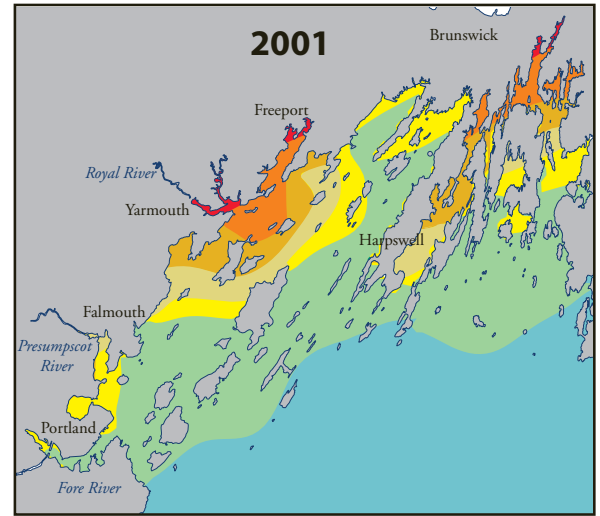 2001
Brunswick
Freeport
Royal River
Yarmouth
Harpswell
Falmouth
Presumpscot
River
Portland
Fore River